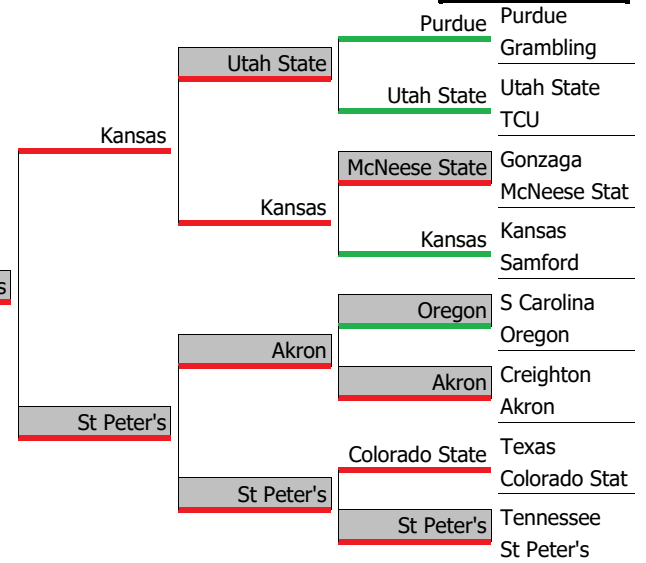 Purdue
Purdue
Grambling
Utah State
Utah State
Utah State
TCU
Kansas
McNeese State
Gonzaga
McNeese Stat
Kansas
Kansas
Kansas
Samford
s
Oregon
S Carolina
Oregon
Akron
Akron
Creighton
Akron
St Peter's
Colorado State
Texas
Colorado Stat
St Peter's
St Peter's
Tennessee
St Peter's